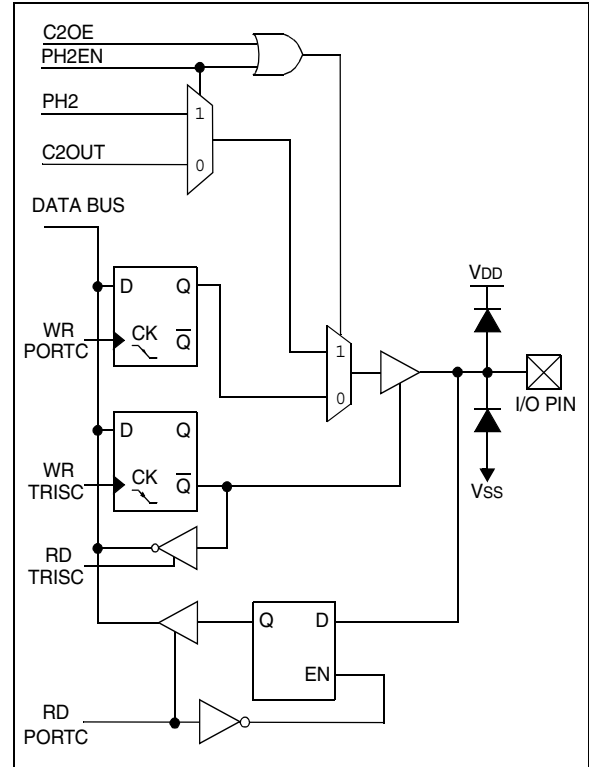 C2OE
PH2EN
PH2
1
C2OUT
0
DATA BUS
VDD
D Q
WR
PORTC
CK
Q
1
0
I/O PIN
D Q
WR
TRISC
CK
Q
VSS
RD
TRISC
Q D
EN
RD
PORTC